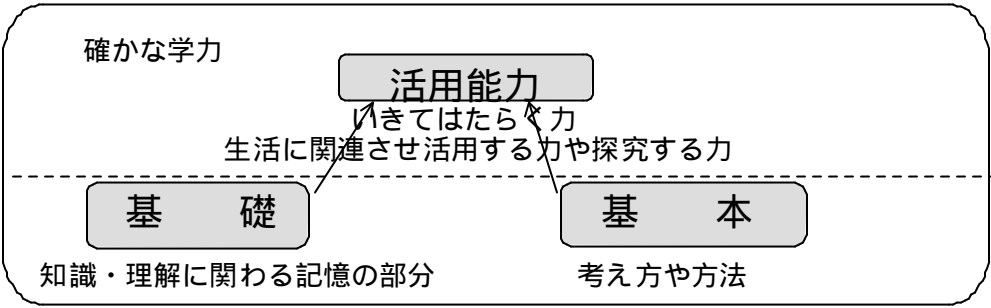 確かな学力
活用能力
いきてはたらく力
生活に関連させ活用する力や探究する力
基　礎
基　本
知識・理解に関わる記憶の部分
考え方や方法